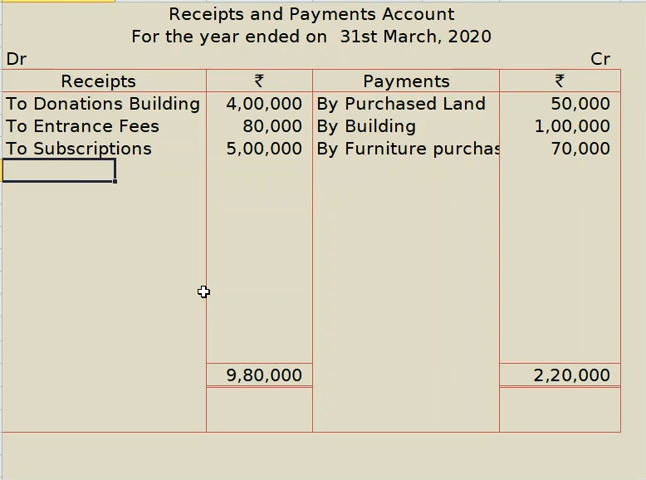 Receipts and Payments Account
For the year ended on 31st March, 2020
Dr Cr
Receipts ₹ Payments ₹
To Donations Building 4,00,000 By Purchased Land 50,000
To Entrance Fees 80,000 By Building 1,00,000
To Subscriptions 5,00,000 By Furniture purchas 70,000
9,80,000 2,20,000